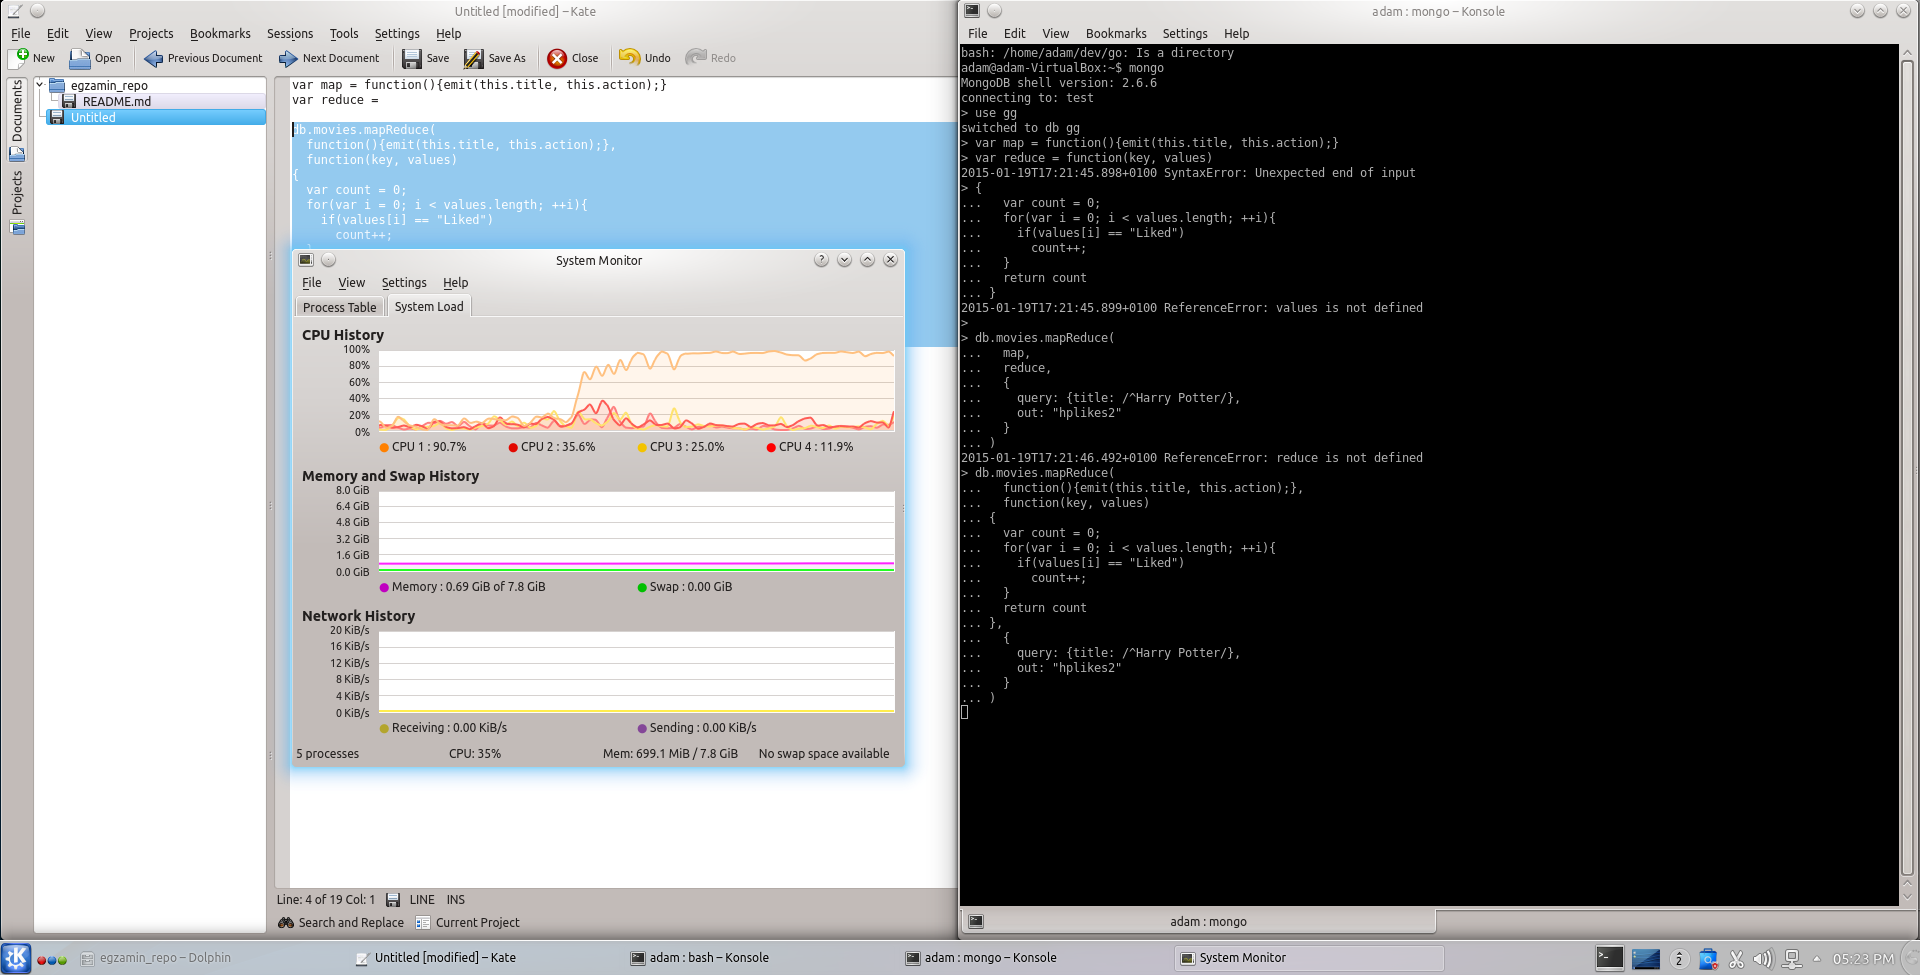 Untitled [modified] – Kate
File Edit View Projects Bookmarks Sessions Tools Settings Help
New Open Previous Document Next Document Save Save As Close Undo Redo
Documents
Projects
egzamin_repo
README.md
Untitled
var map = function(){emit(this.title, this.action);}
var reduce =
db.movies.mapReduce(
  function(){emit(this.title, this.action);},
  function(key, values)
{
  var count = 0;
  for(var i = 0; i < values.length; ++i){
    if(values[i] == "Liked")
      count++;
System Monitor
File View Settings Help
Process Table System Load
CPU History
100%
80%
60%
40%
20%
0%
CPU 1 : 90.7% CPU 2 : 35.6% CPU 3 : 25.0% CPU 4 : 11.9%
Memory and Swap History
8.0 GiB
6.4 GiB
4.8 GiB
3.2 GiB
1.6 GiB
0.0 GiB
Memory : 0.69 GiB of 7.8 GiB Swap : 0.00 GiB
Network History
20 KiB/s
16 KiB/s
12 KiB/s
8 KiB/s
4 KiB/s
0 KiB/s
Receiving : 0.00 KiB/s Sending : 0.00 KiB/s
5 processes CPU: 35% Mem: 699.1 MiB / 7.8 GiB No swap space available
Line: 4 of 19 Col: 1 LINE INS
Search and Replace Current Project
adam : mongo – Konsole
File Edit View Bookmarks Settings Help
bash: /home/adam/dev/go: Is a directory
adam@adam-VirtualBox:~$ mongo
MongoDB shell version: 2.6.6
connecting to: test
> use gg
switched to db gg
> var map = function(){emit(this.title, this.action);}
> var reduce = function(key, values)
2015-01-19T17:21:45.898+0100 SyntaxError: Unexpected end of input
> {
...   var count = 0;
...   for(var i = 0; i < values.length; ++i){
...     if(values[i] == "Liked")
...       count++;
...   }
...   return count
... }
2015-01-19T17:21:45.899+0100 ReferenceError: values is not defined
>
> db.movies.mapReduce(
...   map,
...   reduce,
...   {
...     query: {title: /^Harry Potter/},
...     out: "hplikes2"
...   }
... )
2015-01-19T17:21:46.492+0100 ReferenceError: reduce is not defined
> db.movies.mapReduce(
...   function(){emit(this.title, this.action);},
...   function(key, values)
... {
...   var count = 0;
...   for(var i = 0; i < values.length; ++i){
...     if(values[i] == "Liked")
...       count++;
...   }
...   return count
... },
...   {
...     query: {title: /^Harry Potter/},
...     out: "hplikes2"
...   }
... )
adam : mongo
egzamin_repo – Dolphin Untitled [modified] – Kate adam : bash – Konsole adam : mongo – Konsole System Monitor 2 05:23 PM